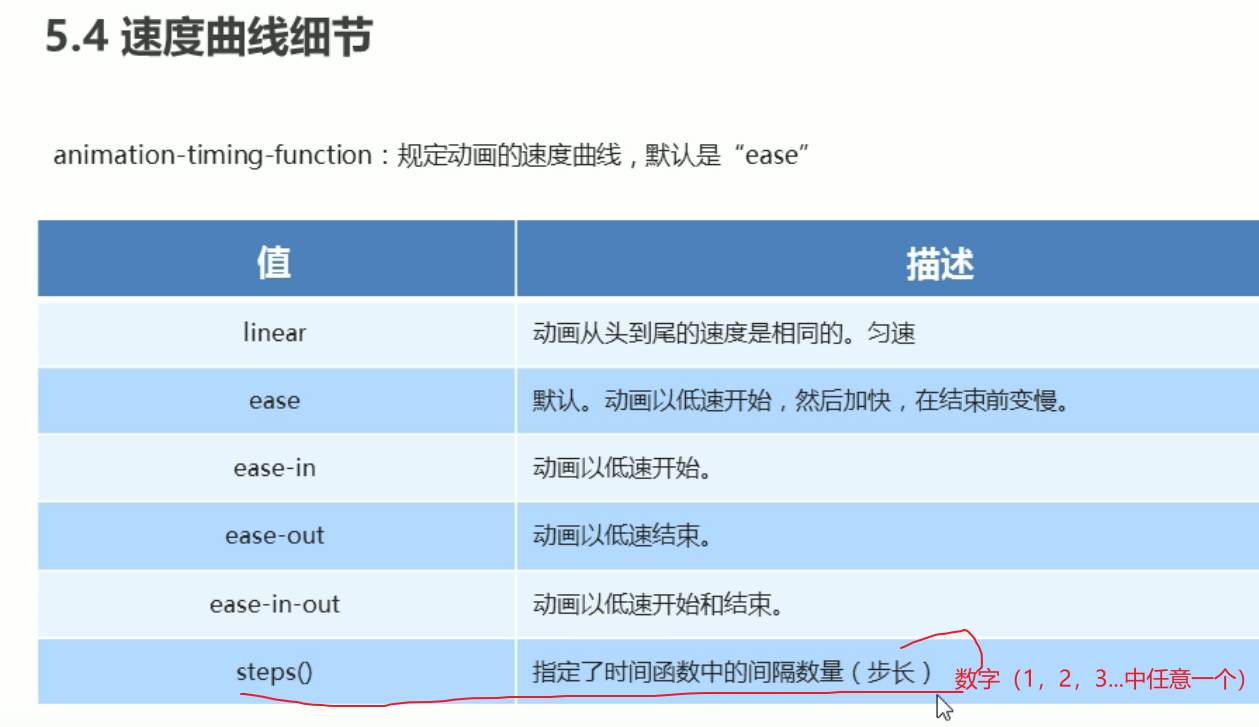 5.4 速度曲线细节
animation-timing-function：规定动画的速度曲线，默认是“ease”
值 描述
linear 动画从头到尾的速度是相同的。匀速
ease 默认。动画以低速开始，然后加快，在结束前变慢。
ease-in 动画以低速开始。
ease-out 动画以低速结束。
ease-in-out 动画以低速开始和结束。
steps() 指定了时间函数中的间隔数量（步长） 数字（1，2，3...中任意一个）